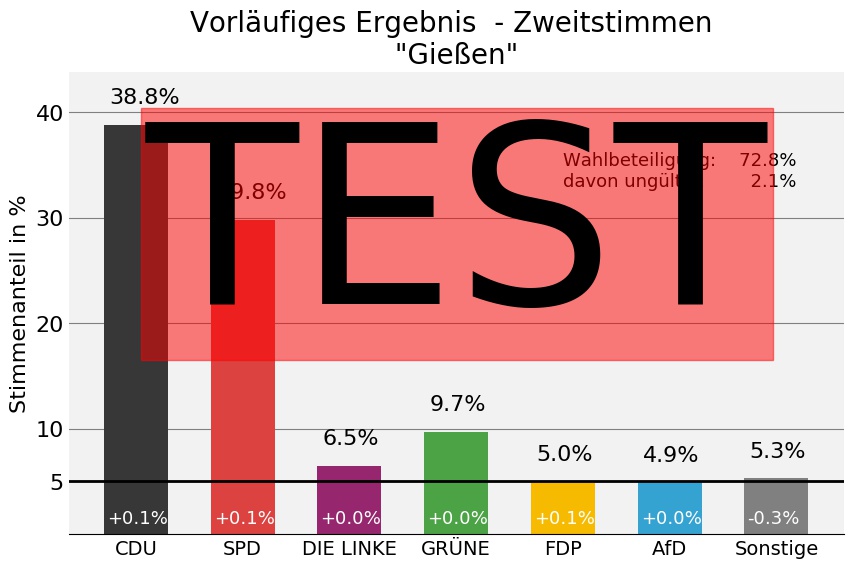 Vorläufiges Ergebnis - Zweitstimmen
"Gießen"
Stimmenanteil in %
40
30
20
10
5
38.8%
9.8%
6.5%
9.7%
5.0%
4.9%
5.3%
TEST
Wahlbeteiligung: 72.8%
davon 2.1%
+0.1%
+0.1%
+0.0%
+0.0%
+0.1%
+0.0%
-0.3%
CDU
SPD
DIE LINKE
GRÜNE
FDP
AfD
Sonstige